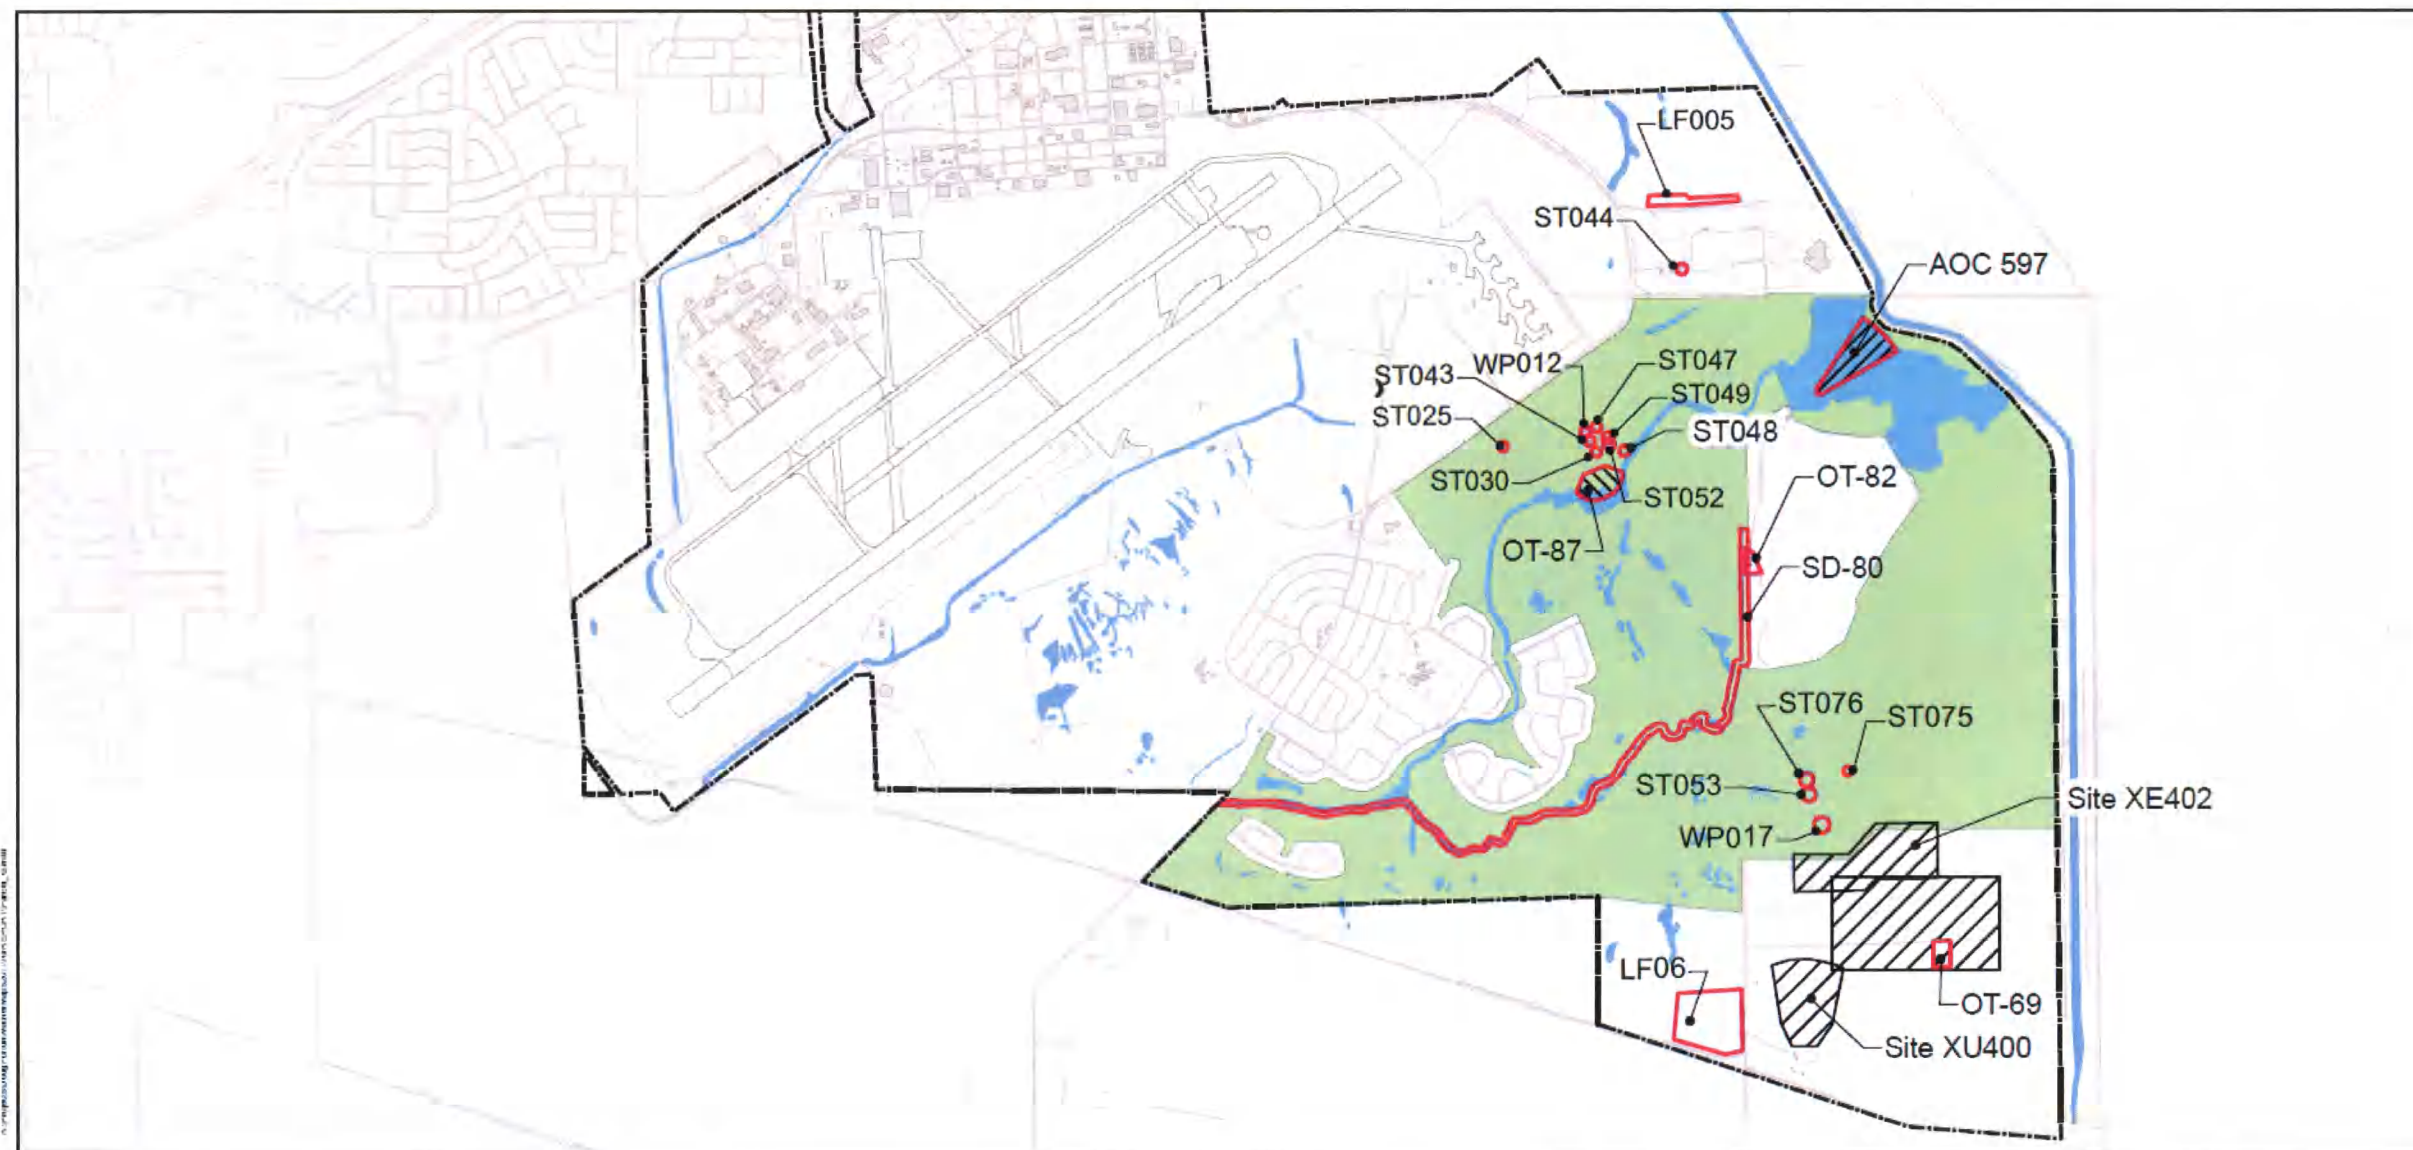 LF005
ST044
AOC 597
WP012
ST047
ST043
ST049
ST025
ST048
ST030
ST052
OT-82
OT-87
SD-80
ST076
ST075
ST053
Site XE402
WP017
LF06
OT-69
Site XU400